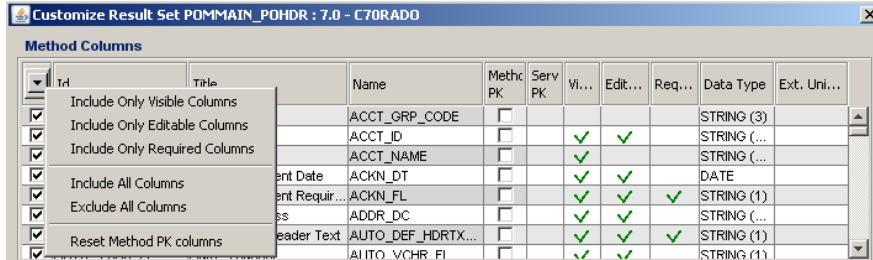 Customize Result Set POMMAIN_POHDR : 7.0 - C70RADO
Method Columns
Id Title Name Methc PK Serv PK Vi... Edit... Req... Data Type Ext. Uni...
Include Only Visible Columns
Include Only Editable Columns
Include Only Required Columns
Include All Columns
Exclude All Columns
Reset Method PK columns
ACCT_GRP_CODE STRING (3)
ACCT_ID STRING (...
ACCT_NAME STRING (...
ent Date ACKN_DT DATE
ent Requir... ACKN_FL STRING (1)
ss ADDR_DC STRING (...
eader Text AUTO_DEF_HDRTX... STRING (1)
AUTO_VCHR_FL STRING (1)